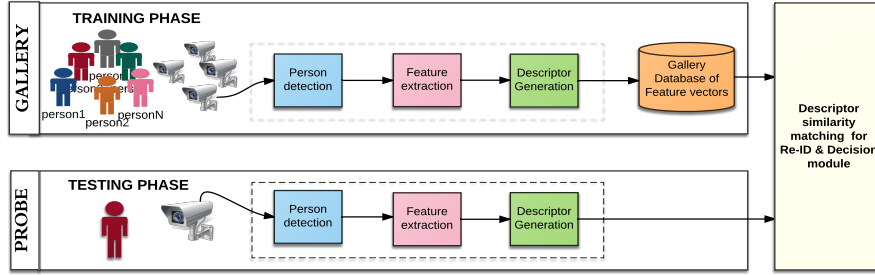 GALLERY
TRAINING PHASE
person1
person2
personN
Person
detection
Feature
extraction
Descriptor
Generation
Gallery
Database of
Feature vectors
Descriptor
similarity
matching for
Re-ID & Decision
module
PROBE
TESTING PHASE
Person
detection
Feature
extraction
Descriptor
Generation